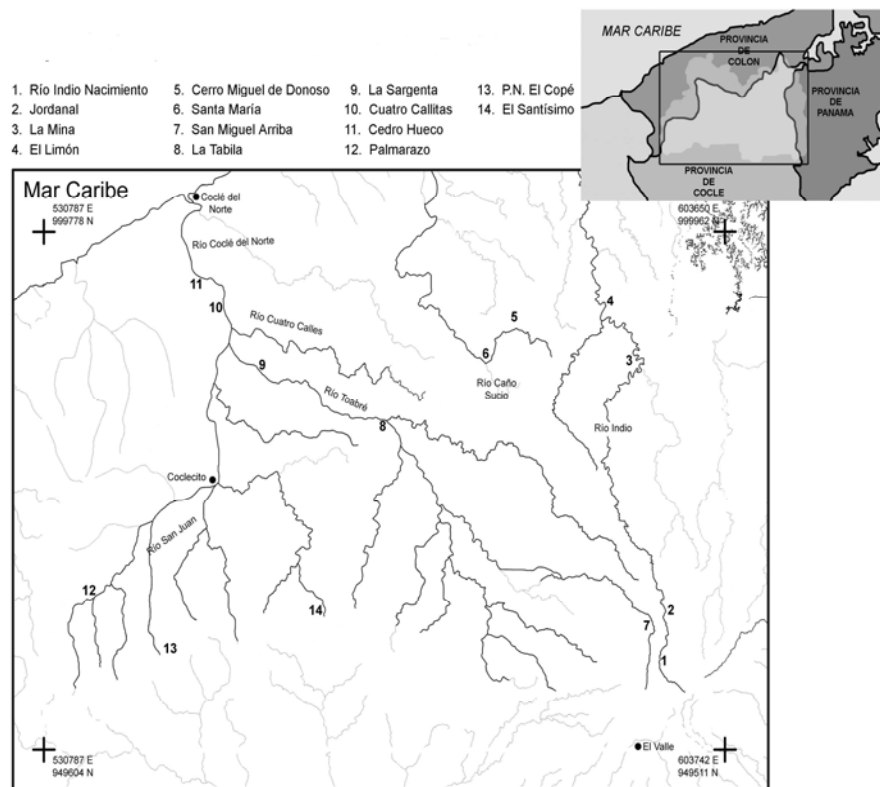 1. Río Indio Nacimiento
2. Jordanal
3. La Mina
4. El Limón
5. Cerro Miguel de Donoso
6. Santa María
7. San Miguel Arriba
8. La Tabila
9. La Sargenta
10. Cuatro Callitas
11. Cedro Hueco
12. Palmarazo
13. P.N. El Copé
14. El Santísimo
MAR CARIBE
PROVINCIA
DE
COLON
PROVINCIA
DE
PANAMA
PROVINCIA
DE
COCLE
Mar Caribe
530787 E
999778 N
Coclé del
Norte
603650 E
999962 N
Río Coclé del Norte
11
10
Río Cuatro Calles
5
4
6
3
9
Río Caño
Sucio
Río Toabré
8
Río Indio
Coclecito
Río San Juan
12
14
2
7
13
1
530787 E
949604 N
El Valle
603742 E
949511 N